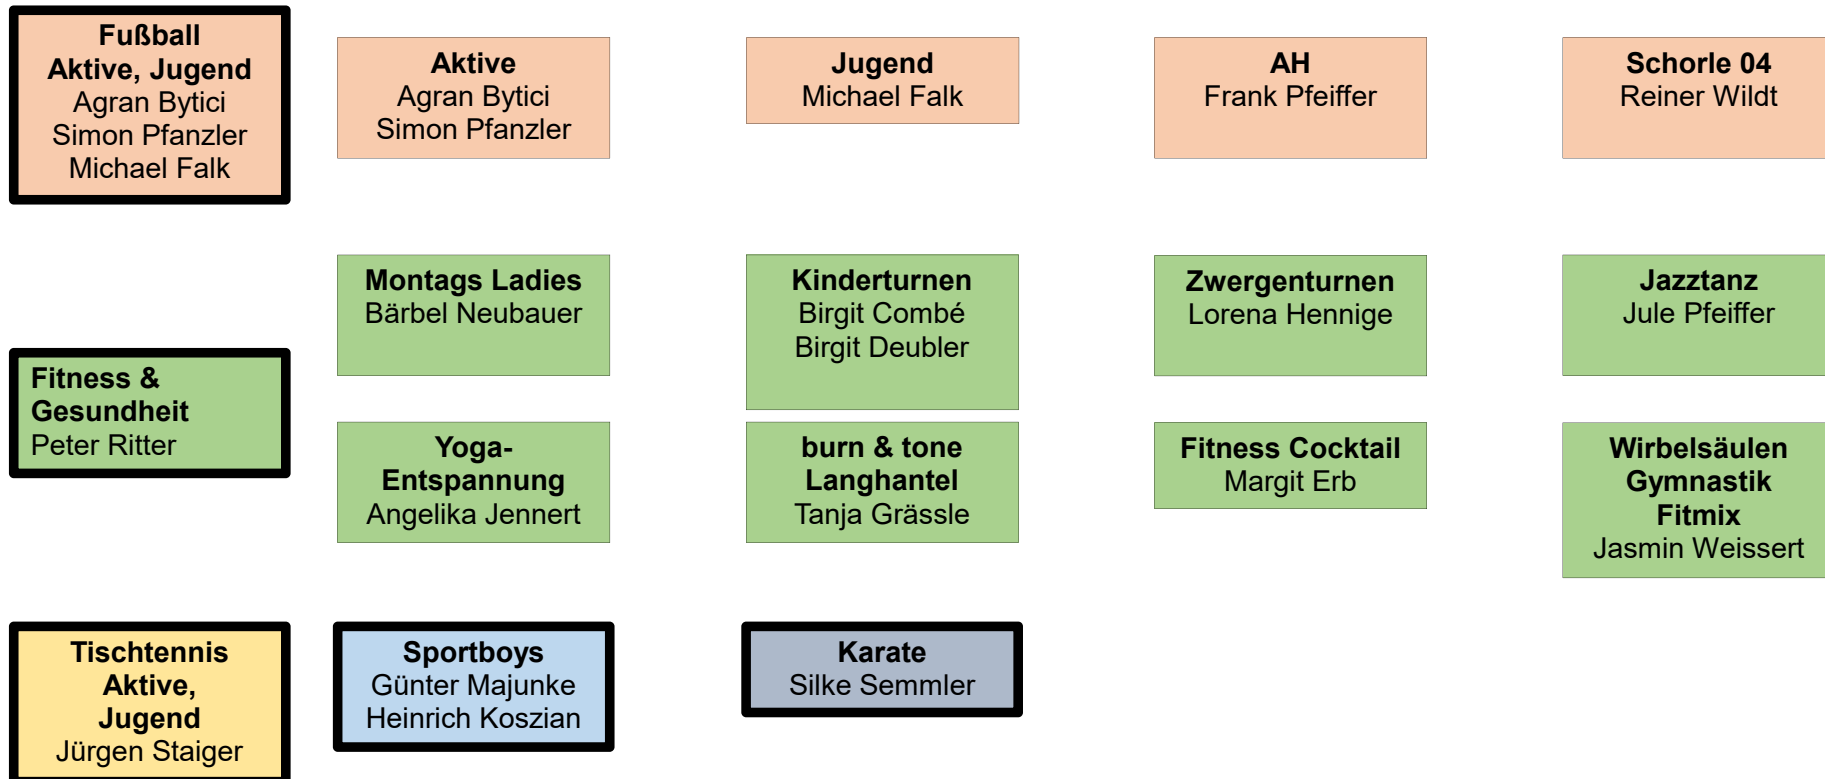 Fußball
Aktive, Jugend
Agran Bytici
Simon Pfanzler
Michael Falk
Aktive
Agran Bytici
Simon Pfanzler
Jugend
Michael Falk
AH
Frank Pfeiffer
Schorle 04
Reiner Wildt
Fitness &
Gesundheit
Peter Ritter
Montags Ladies
Bärbel Neubauer
Kinderturnen
Birgit Combé
Birgit Deubler
Zwergenturnen
Lorena Hennige
Jazztanz
Jule Pfeiffer
Yoga-
Entspannung
Angelika Jennert
burn & tone
Langhantel
Tanja Grässle
Fitness Cocktail
Margit Erb
Wirbelsäulen
Gymnastik
Fitmix
Jasmin Weissert
Tischtennis
Aktive,
Jugend
Jürgen Staiger
Sportboys
Günter Majunke
Heinrich Koszian
Karate
Silke Semmler